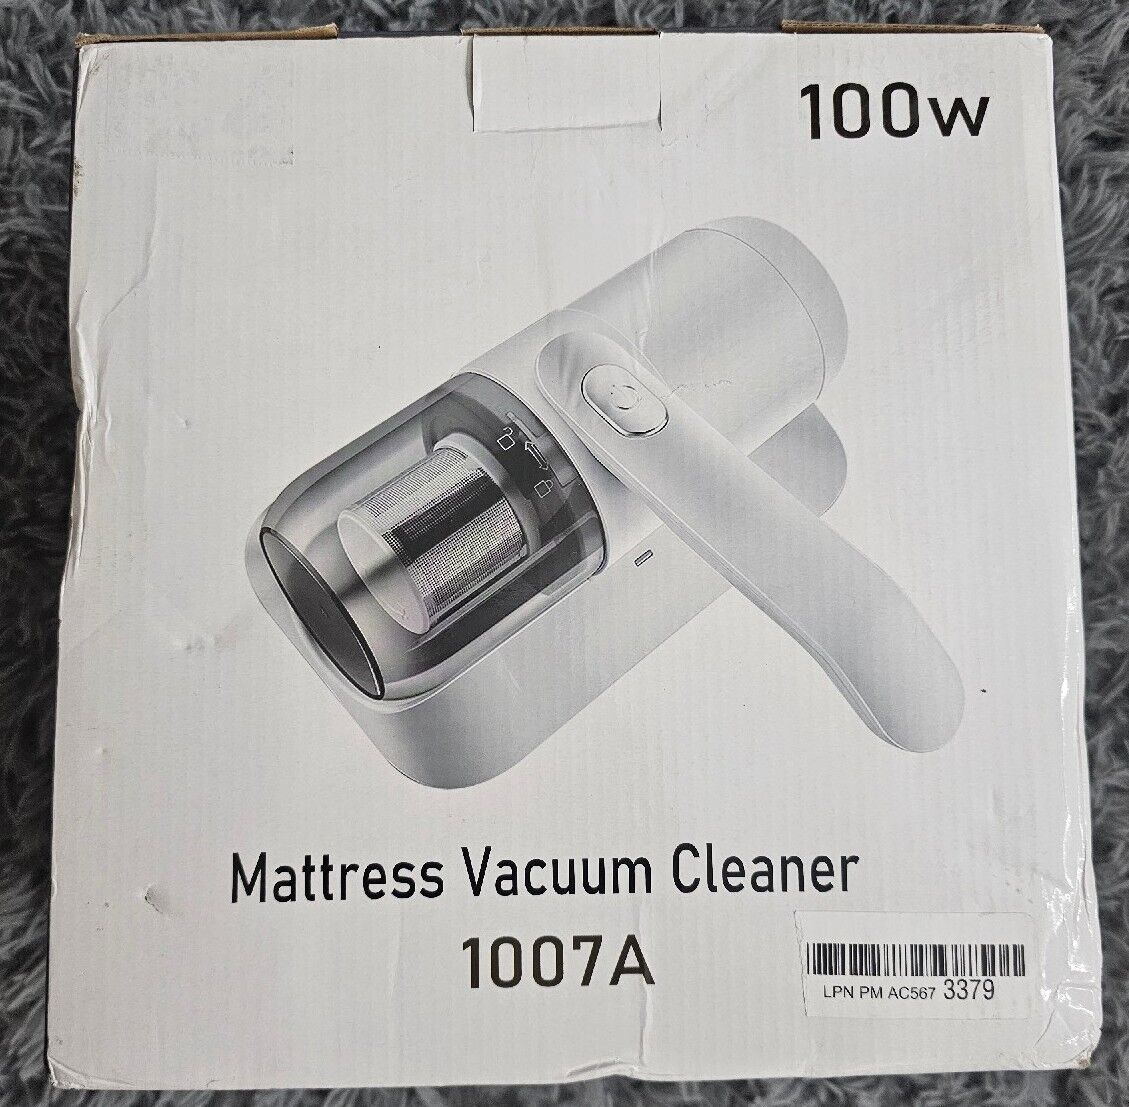 100w
Mattress Vacuum Cleaner
1007A
LPN PM AC567 3379